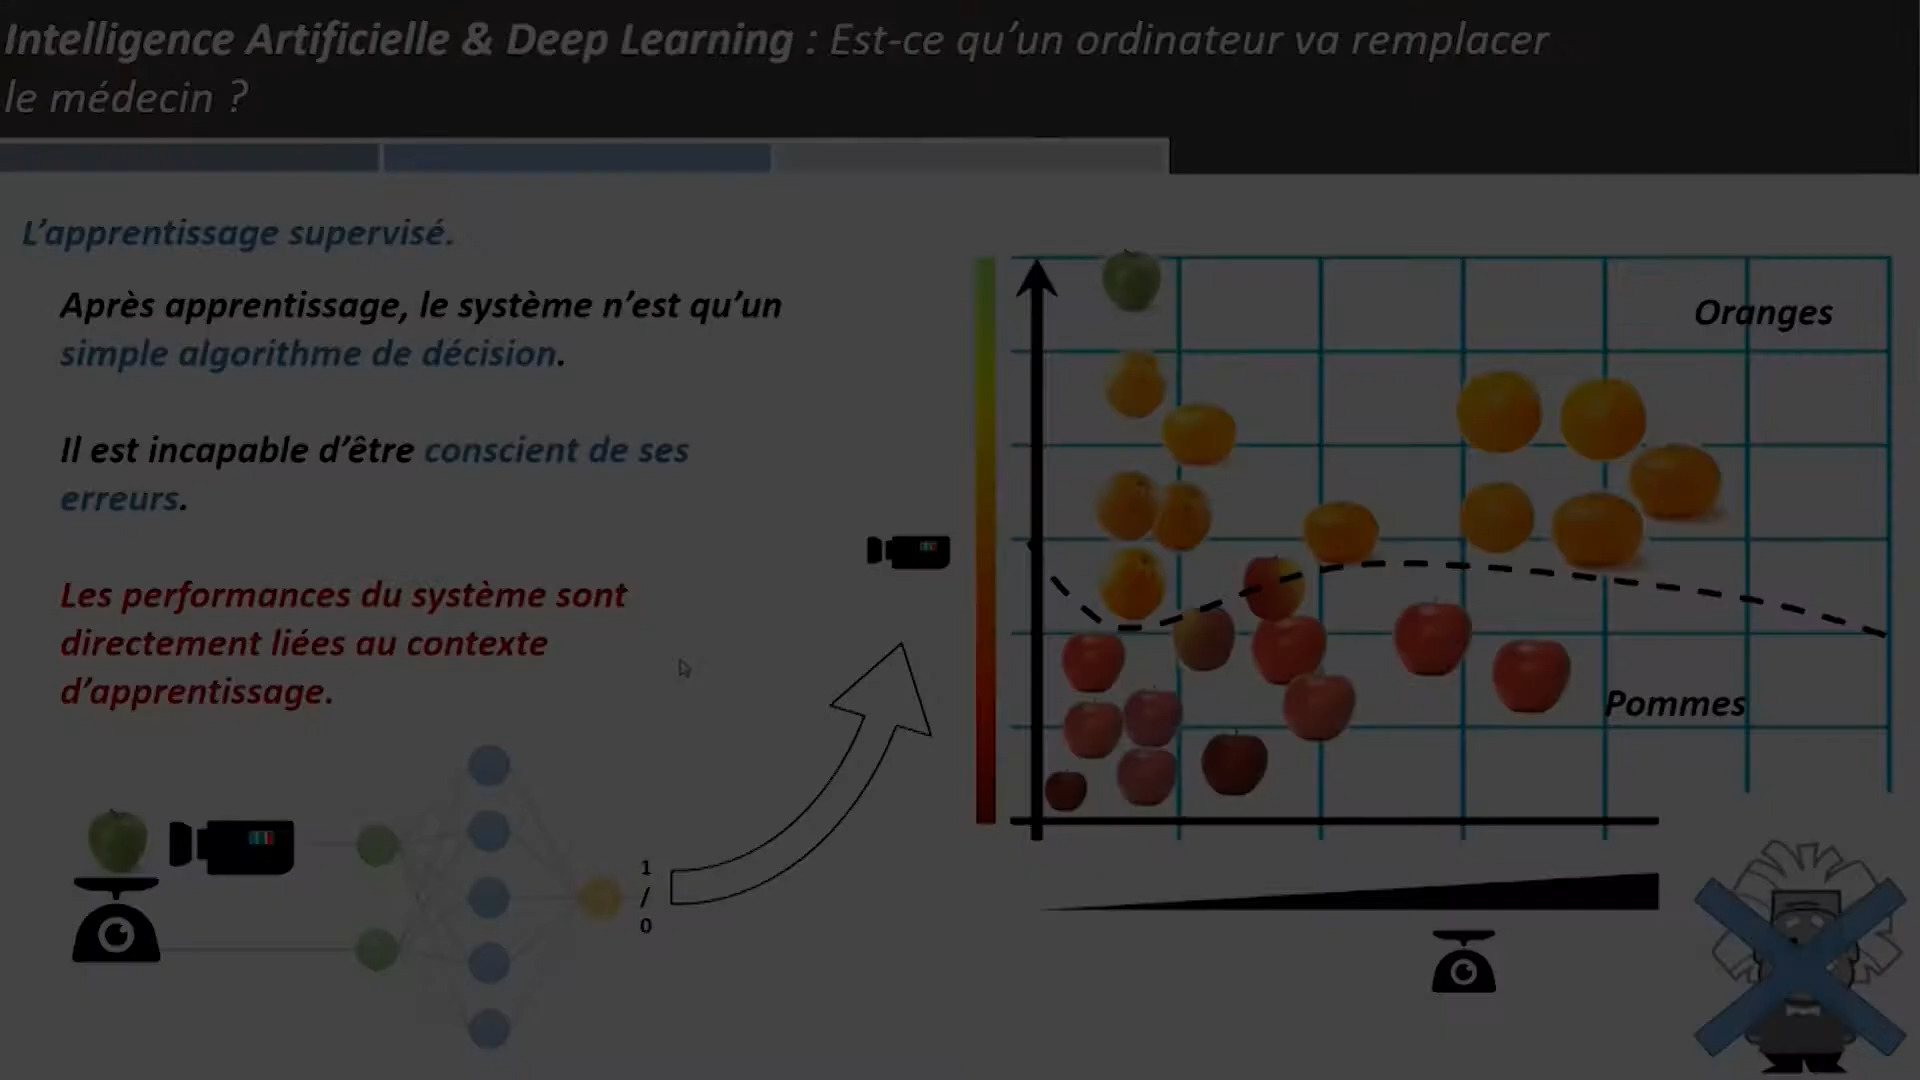 Intelligence Artificielle & Deep Learning : Est-ce qu’un ordinateur va remplacer
le médecin ?
L’apprentissage supervisé.
Après apprentissage, le système n’est qu’un
simple algorithme de décision.
Il est incapable d’être conscient de ses
erreurs.
Les performances du système sont
directement liées au contexte
d’apprentissage.
1
/
0
Oranges
Pommes